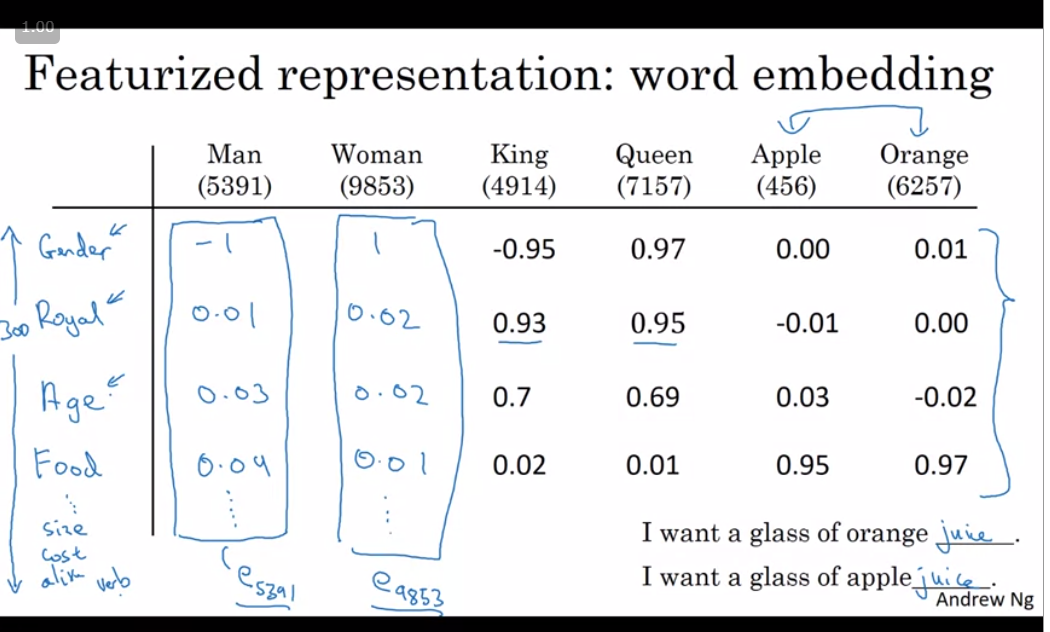 1.00
Featurized representation: word embedding
Man Woman King Queen Apple Orange
(5391) (9853) (4914) (7157) (456) (6257)
Gender -1 1 -0.95 0.97 0.00 0.01
300 Royal 0.01 0.02 0.93 0.95 -0.01 0.00
Age 0.03 0.02 0.7 0.69 0.03 -0.02
Food 0.04 0.01 0.02 0.01 0.95 0.97
size
cost
alive verb
I want a glass of orange juice.
I want a glass of apple juice.
e5391 e9853
Andrew Ng